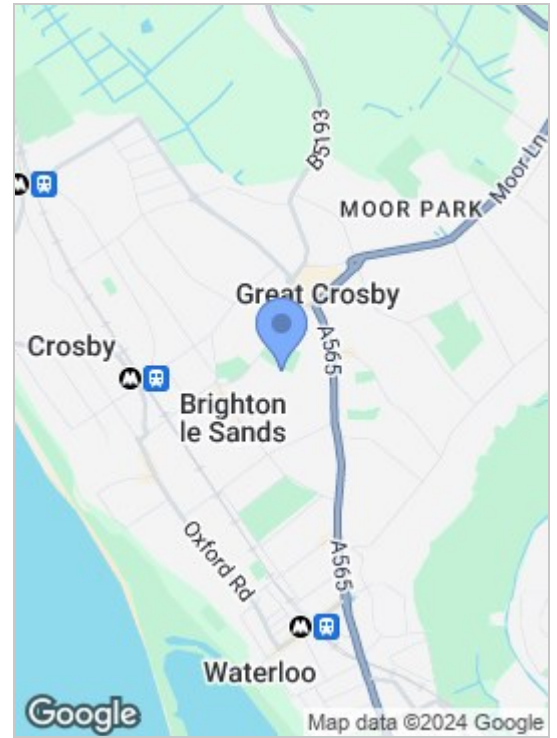 B5193
Moor Ln
MOOR PARK
Great Crosby
A565
Crosby
Brighton
le Sands
Oxford Rd
A565
Waterloo
Google
Map data ©2024 Google